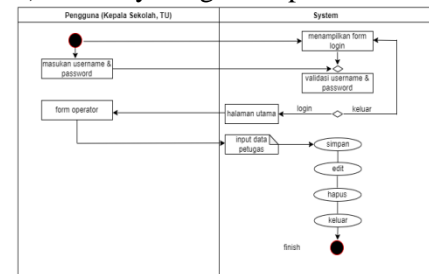 Pengguna (Kepala Sekolah, TU)
System
menampilkan form
login
masukan username &
password
validasi username &
password
form operator
halaman utama
login
keluar
input data
petugas
simpan
edit
hapus
keluar
finish